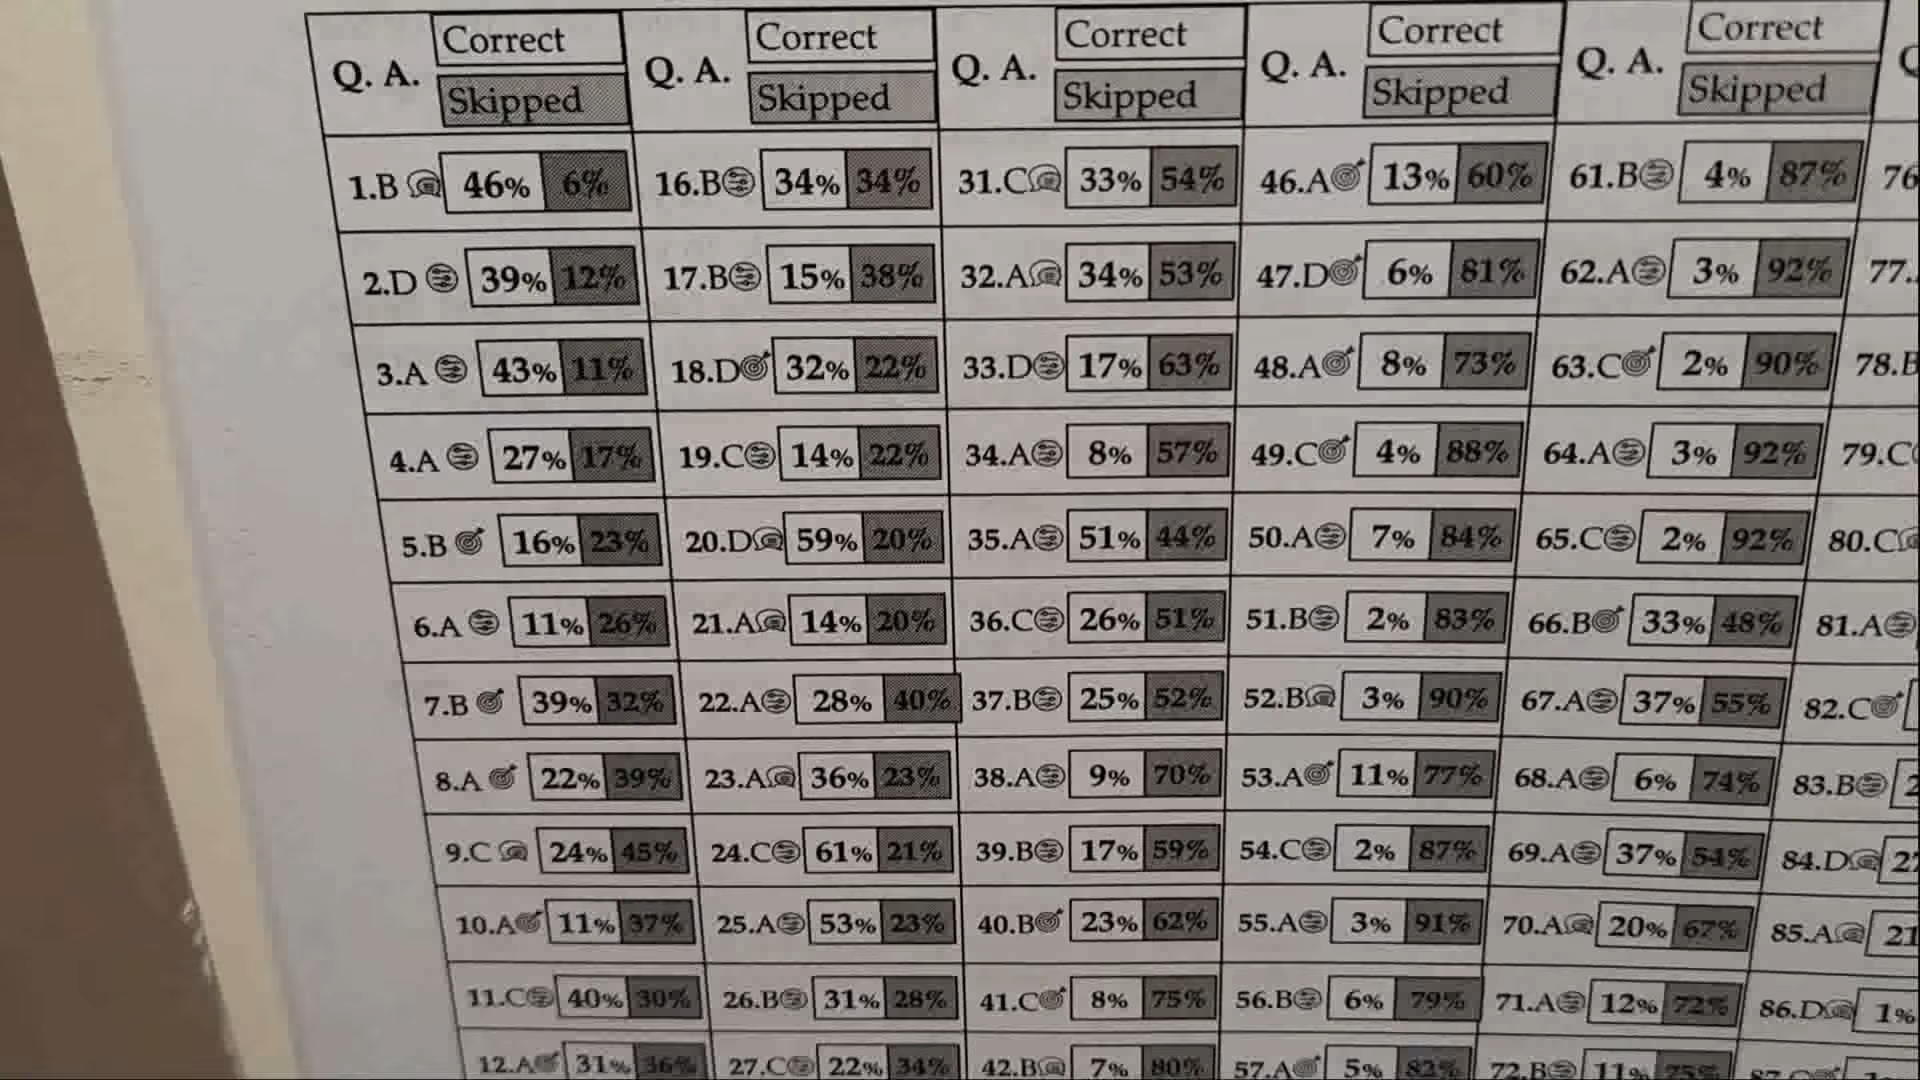 Q. A. Correct Q. A. Correct Q. A. Correct Q. A. Correct Q. A. Correct
Skipped Skipped Skipped Skipped Skipped
1.B 46% 6% 16.B 34% 34% 31.C 33% 54% 46.A 13% 60% 61.B 4% 87% 76
2.D 39% 12% 17.B 15% 38% 32.A 34% 53% 47.D 6% 81% 62.A 3% 92% 77.
3.A 43% 11% 18.D 32% 22% 33.D 17% 63% 48.A 8% 73% 63.C 2% 90% 78.B
4.A 27% 17% 19.C 14% 22% 34.A 8% 57% 49.C 4% 88% 64.A 3% 92% 79.C
5.B 16% 23% 20.D 59% 20% 35.A 51% 44% 50.A 7% 84% 65.C 2% 92% 80.C
6.A 11% 26% 21.A 14% 20% 36.C 26% 51% 51.B 2% 83% 66.B 33% 48% 81.A
7.B 39% 32% 22.A 28% 40% 37.B 25% 52% 52.B 3% 90% 67.A 37% 55% 82.C
8.A 22% 39% 23.A 36% 23% 38.A 9% 70% 53.A 11% 77% 68.A 6% 74% 83.B 2
9.C 24% 45% 24.C 61% 21% 39.B 17% 59% 54.C 2% 87% 69.A 37% 54% 84.D 22
10.A 11% 37% 25.A 53% 23% 40.B 23% 62% 55.A 3% 91% 70.A 20% 67% 85.A 21
11.C 40% 30% 26.B 31% 28% 41.C 8% 75% 56.B 6% 79% 71.A 12% 72% 86.D 1%
12.A 31% 36% 27.C 22% 34% 42.B 7% 80% 57.A 5% 82% 72.B 11% 75%